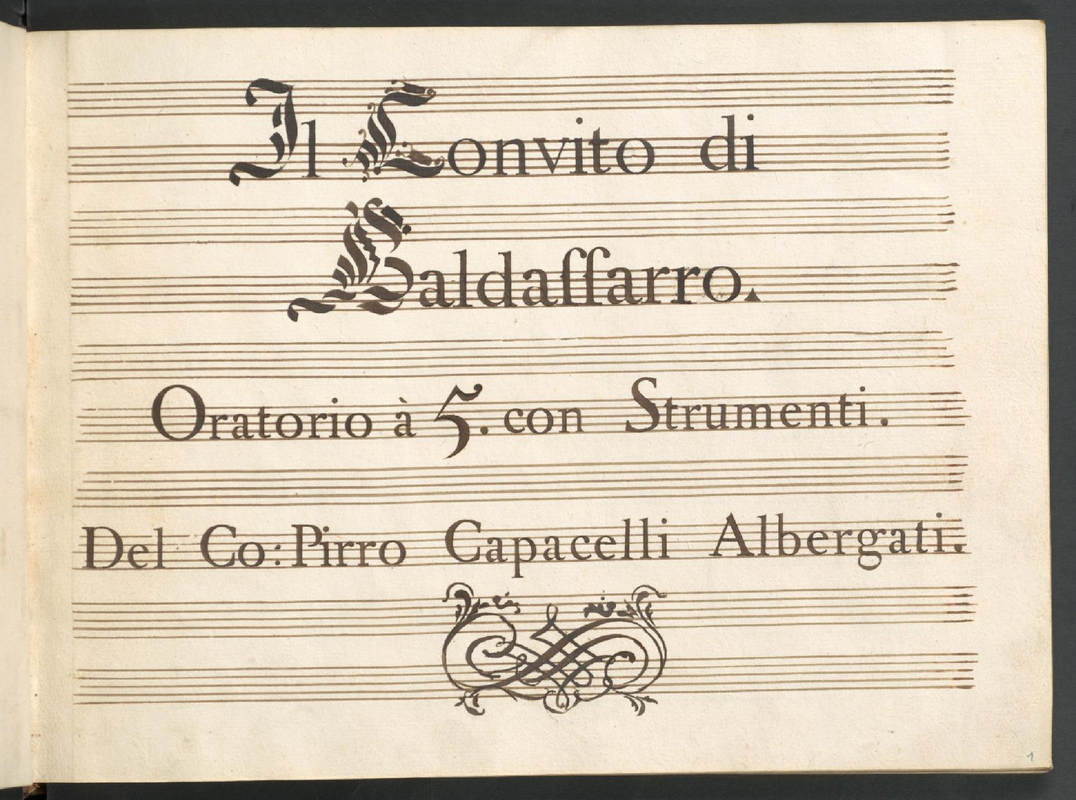 Il Convito di
Baldaſſarro.
Oratorio à 5. con Strumenti.
Del Co: Pirro Capacelli Albergati.
1